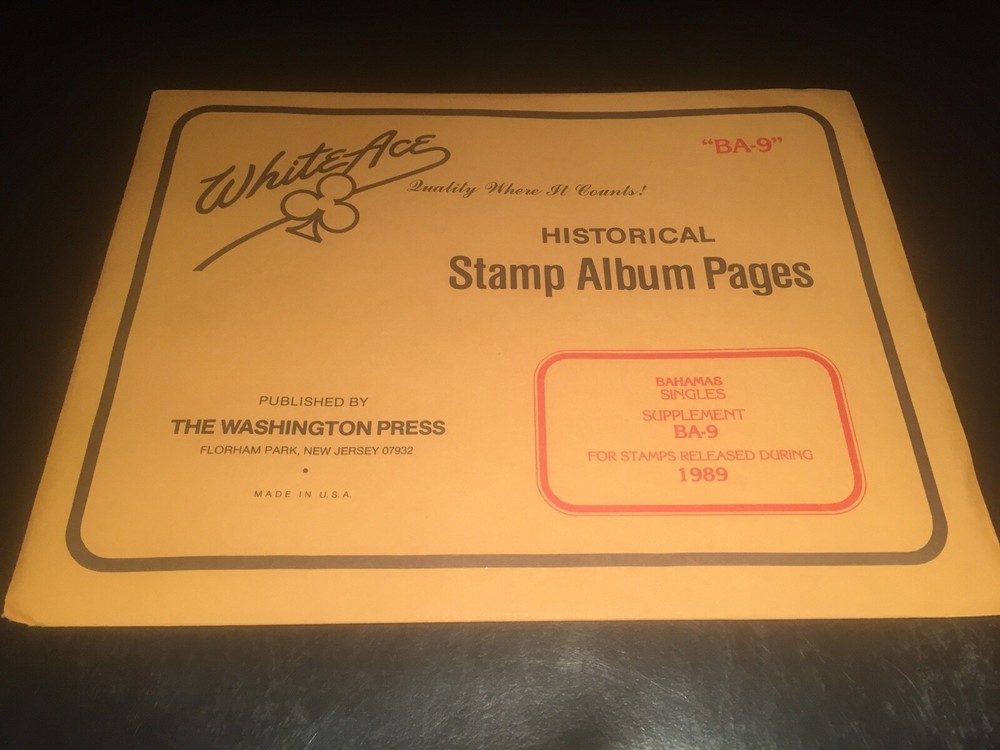 White Ace
Quality Where It Counts!
"BA-9"
HISTORICAL
Stamp Album Pages
PUBLISHED BY
THE WASHINGTON PRESS
FLORHAM PARK, NEW JERSEY 07932
•
MADE IN U.S.A.
BAHAMAS
SINGLES
SUPPLEMENT
BA-9
FOR STAMPS RELEASED DURING
1989